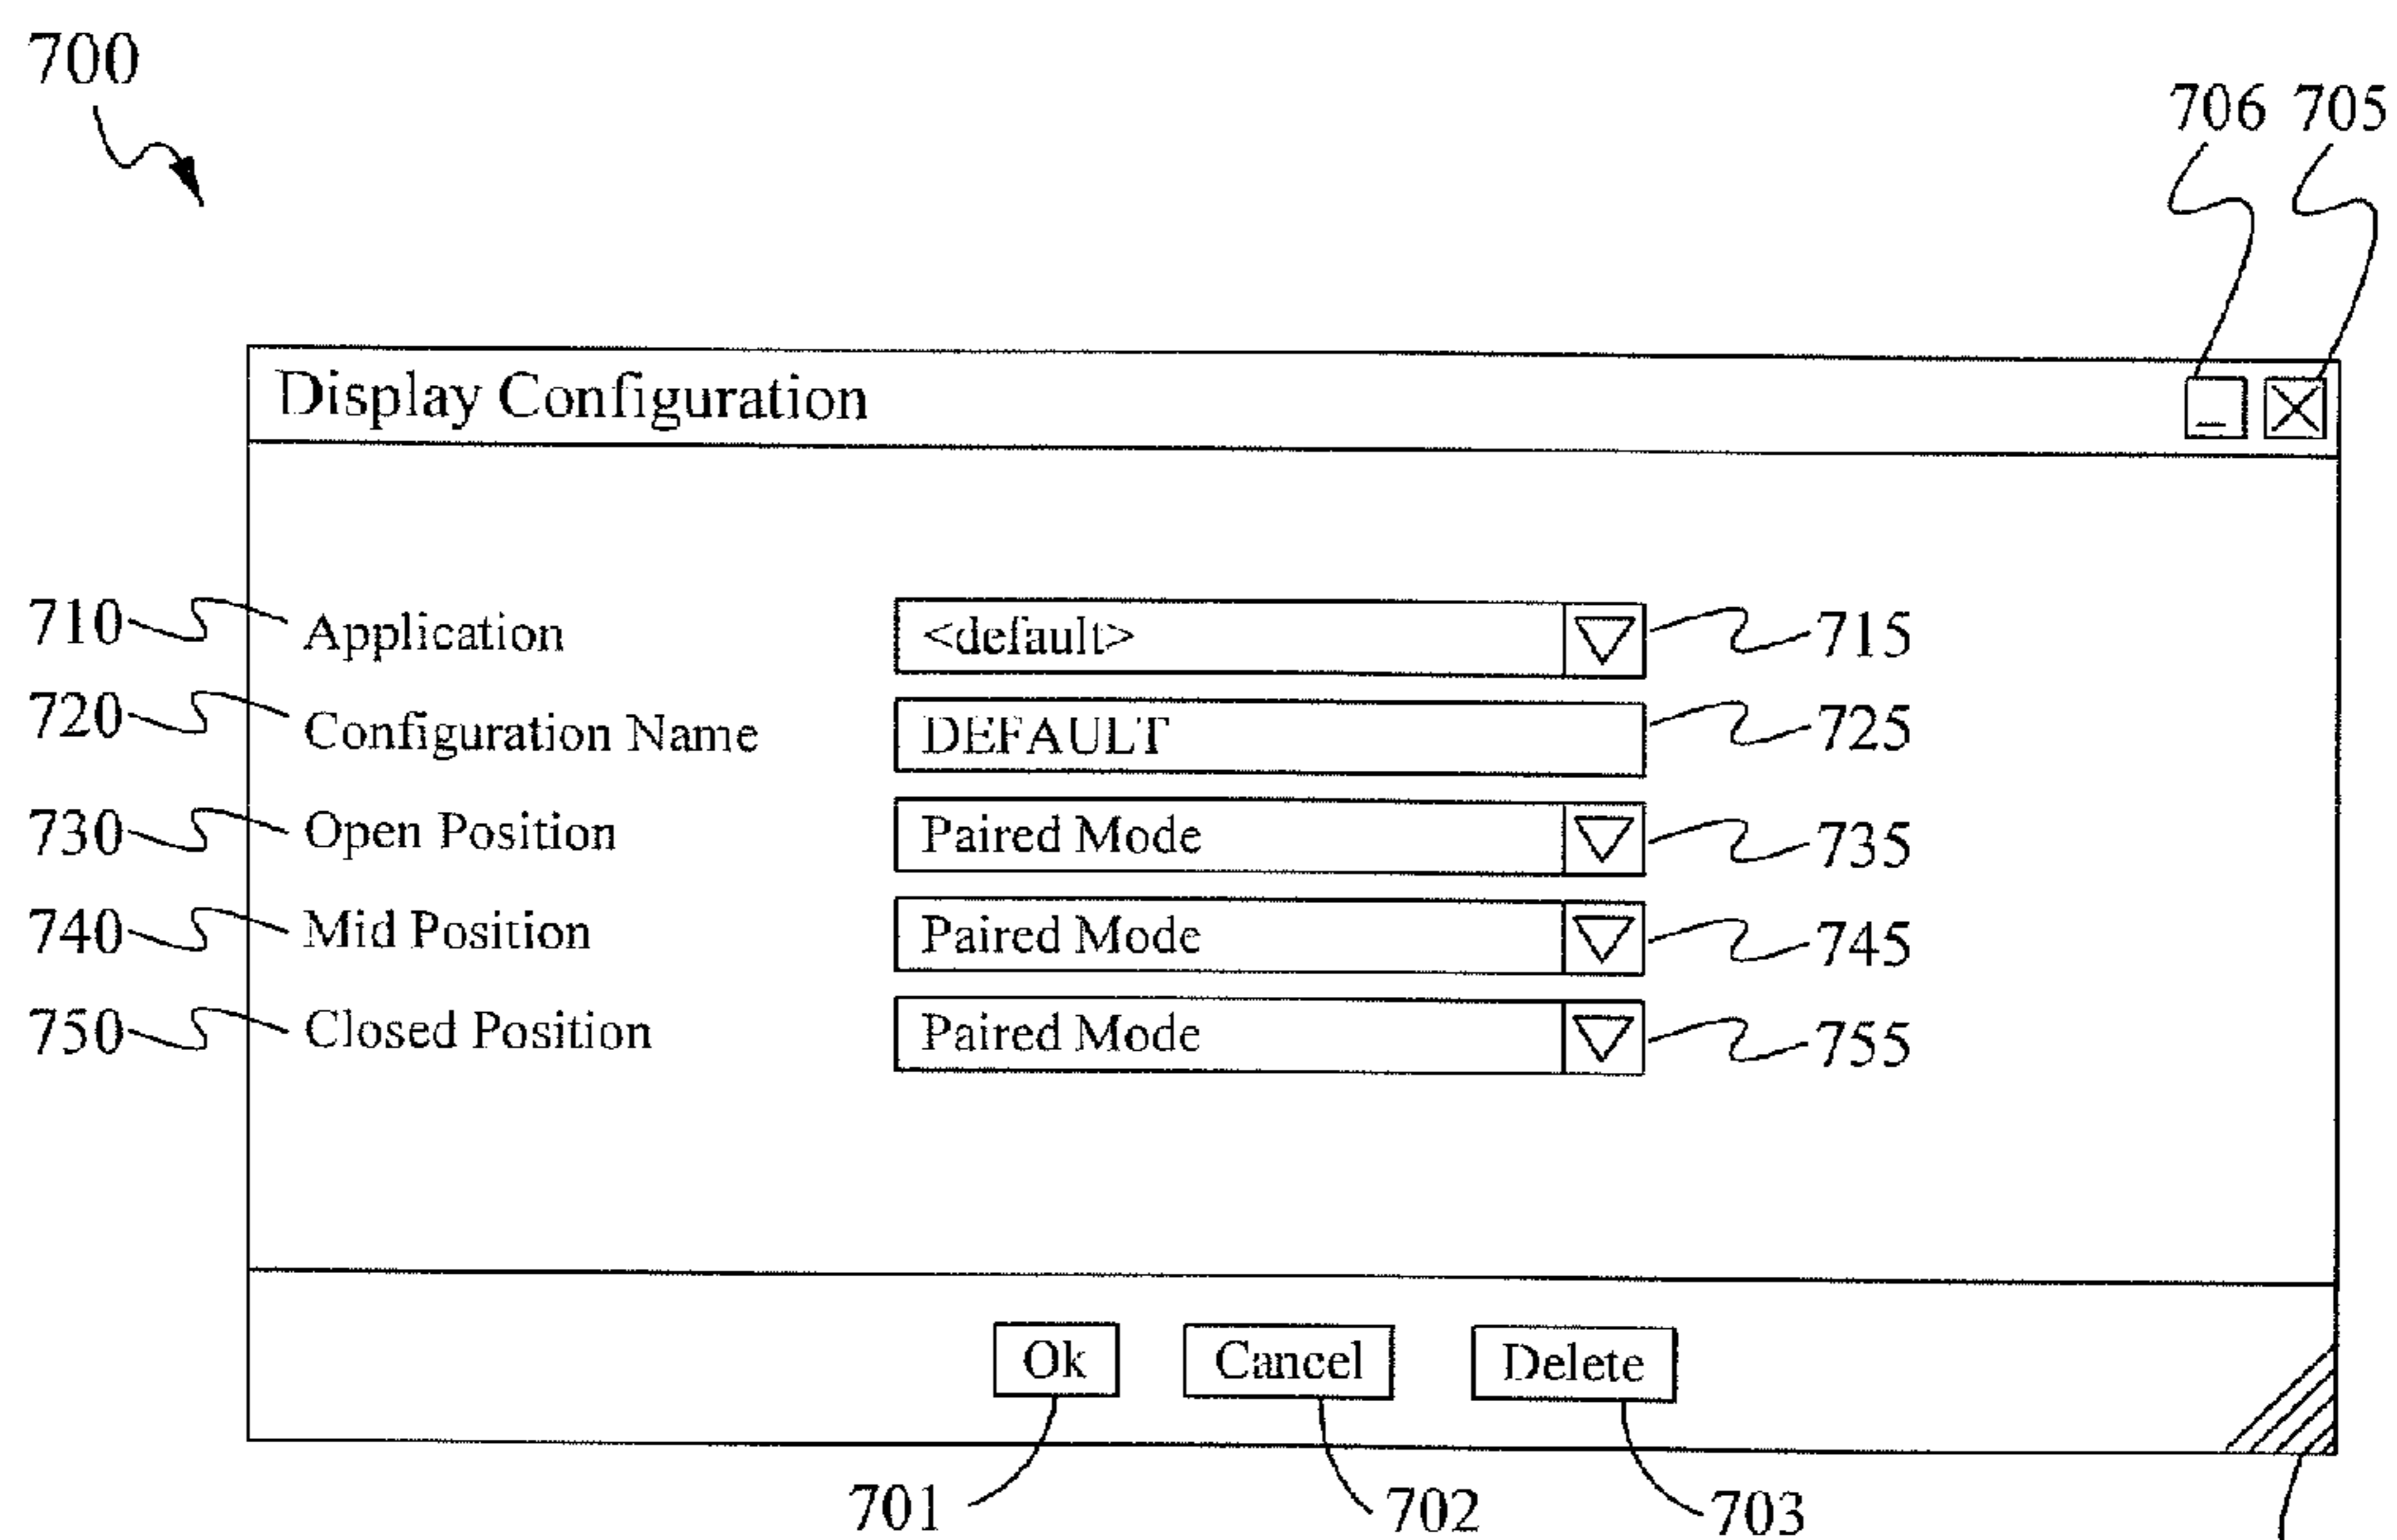 700
706 705
Display Configuration
710 Application <default> 715
720 Configuration Name DEFAULT 725
730 Open Position Paired Mode 735
740 Mid Position Paired Mode 745
750 Closed Position Paired Mode 755
Ok Cancel Delete
701 702 703